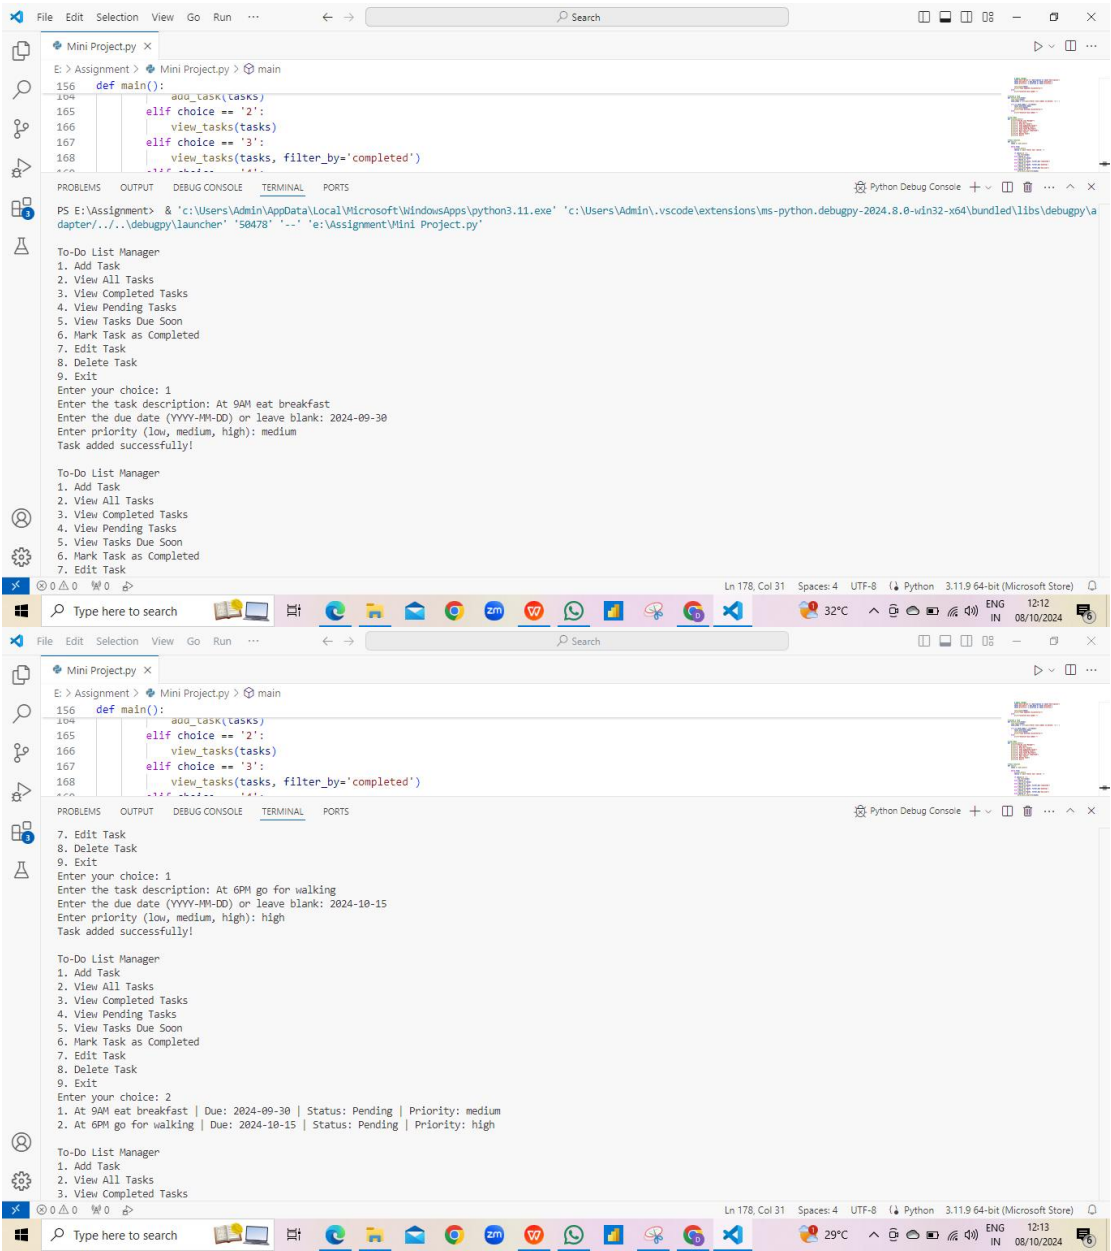 File Edit Selection View Go Run ··· Search
Mini Project.py
E: > Assignment > Mini Project.py > main
156 def main():
164 add_task(tasks)
165 elif choice == '2':
166 view_tasks(tasks)
167 elif choice == '3':
168 view_tasks(tasks, filter_by='completed')
PROBLEMS OUTPUT DEBUG CONSOLE TERMINAL PORTS Python Debug Console
PS E:\Assignment> & 'c:\Users\Admin\AppData\Local\Microsoft\WindowsApps\python3.11.exe' 'c:\Users\Admin\.vscode\extensions\ms-python.debugpy-2024.8.0-win32-x64\bundled\libs\debugpy\a
dapter/../..\debugpy\launcher' '50478' '--' 'e:\Assignment\Mini Project.py'
To-Do List Manager
1. Add Task
2. View All Tasks
3. View Completed Tasks
4. View Pending Tasks
5. View Tasks Due Soon
6. Mark Task as Completed
7. Edit Task
8. Delete Task
9. Exit
Enter your choice: 1
Enter the task description: At 9AM eat breakfast
Enter the due date (YYYY-MM-DD) or leave blank: 2024-09-30
Enter priority (low, medium, high): medium
Task added successfully!
To-Do List Manager
1. Add Task
2. View All Tasks
3. View Completed Tasks
4. View Pending Tasks
5. View Tasks Due Soon
6. Mark Task as Completed
7. Edit Task
0 0 0 Ln 178, Col 31 Spaces: 4 UTF-8 Python 3.11.9 64-bit (Microsoft Store)
Type here to search zm 32°C ENG 12:12
IN 08/10/2024 6
File Edit Selection View Go Run ··· Search
Mini Project.py
E: > Assignment > Mini Project.py > main
156 def main():
164 add_task(tasks)
165 elif choice == '2':
166 view_tasks(tasks)
167 elif choice == '3':
168 view_tasks(tasks, filter_by='completed')
PROBLEMS OUTPUT DEBUG CONSOLE TERMINAL PORTS Python Debug Console
7. Edit Task
8. Delete Task
9. Exit
Enter your choice: 1
Enter the task description: At 6PM go for walking
Enter the due date (YYYY-MM-DD) or leave blank: 2024-10-15
Enter priority (low, medium, high): high
Task added successfully!
To-Do List Manager
1. Add Task
2. View All Tasks
3. View Completed Tasks
4. View Pending Tasks
5. View Tasks Due Soon
6. Mark Task as Completed
7. Edit Task
8. Delete Task
9. Exit
Enter your choice: 2
1. At 9AM eat breakfast | Due: 2024-09-30 | Status: Pending | Priority: medium
2. At 6PM go for walking | Due: 2024-10-15 | Status: Pending | Priority: high
To-Do List Manager
1. Add Task
2. View All Tasks
3. View Completed Tasks
0 0 0 Ln 178, Col 31 Spaces: 4 UTF-8 Python 3.11.9 64-bit (Microsoft Store)
Type here to search zm 29°C ENG 12:13
IN 08/10/2024 6